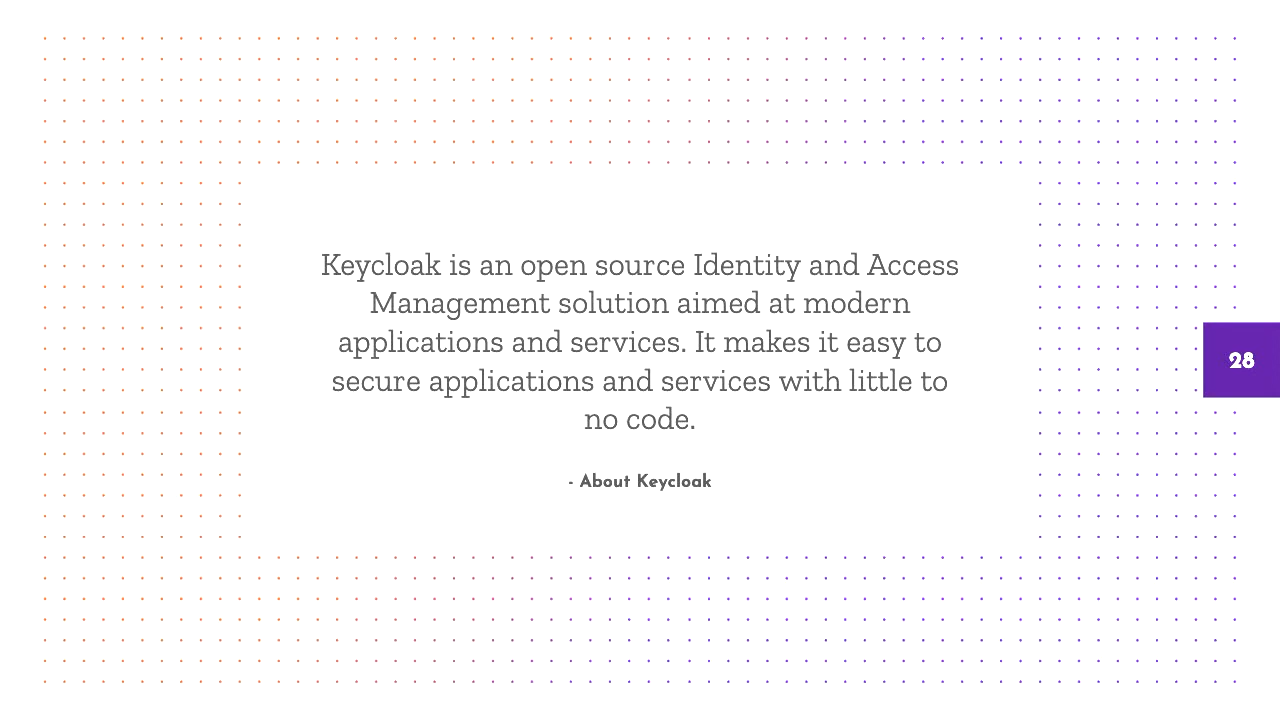 Keycloak is an open source Identity and Access
Management solution aimed at modern
applications and services. It makes it easy to
secure applications and services with little to
no code.
- About Keycloak
28